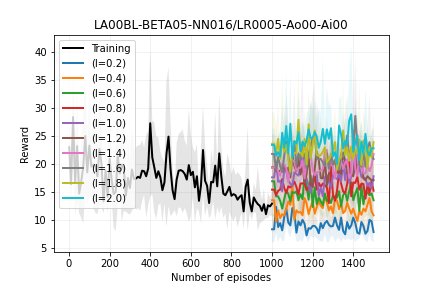 LA00BL-BETA05-NN016/LR0005-Ao00-Ai00
Reward
40
35
30
25
20
15
10
5
Training
(l=0.2)
(l=0.4)
(l=0.6)
(l=0.8)
(l=1.0)
(l=1.2)
(l=1.4)
(l=1.6)
(l=1.8)
(l=2.0)
0 200 400 600 800 1000 1200 1400
Number of episodes